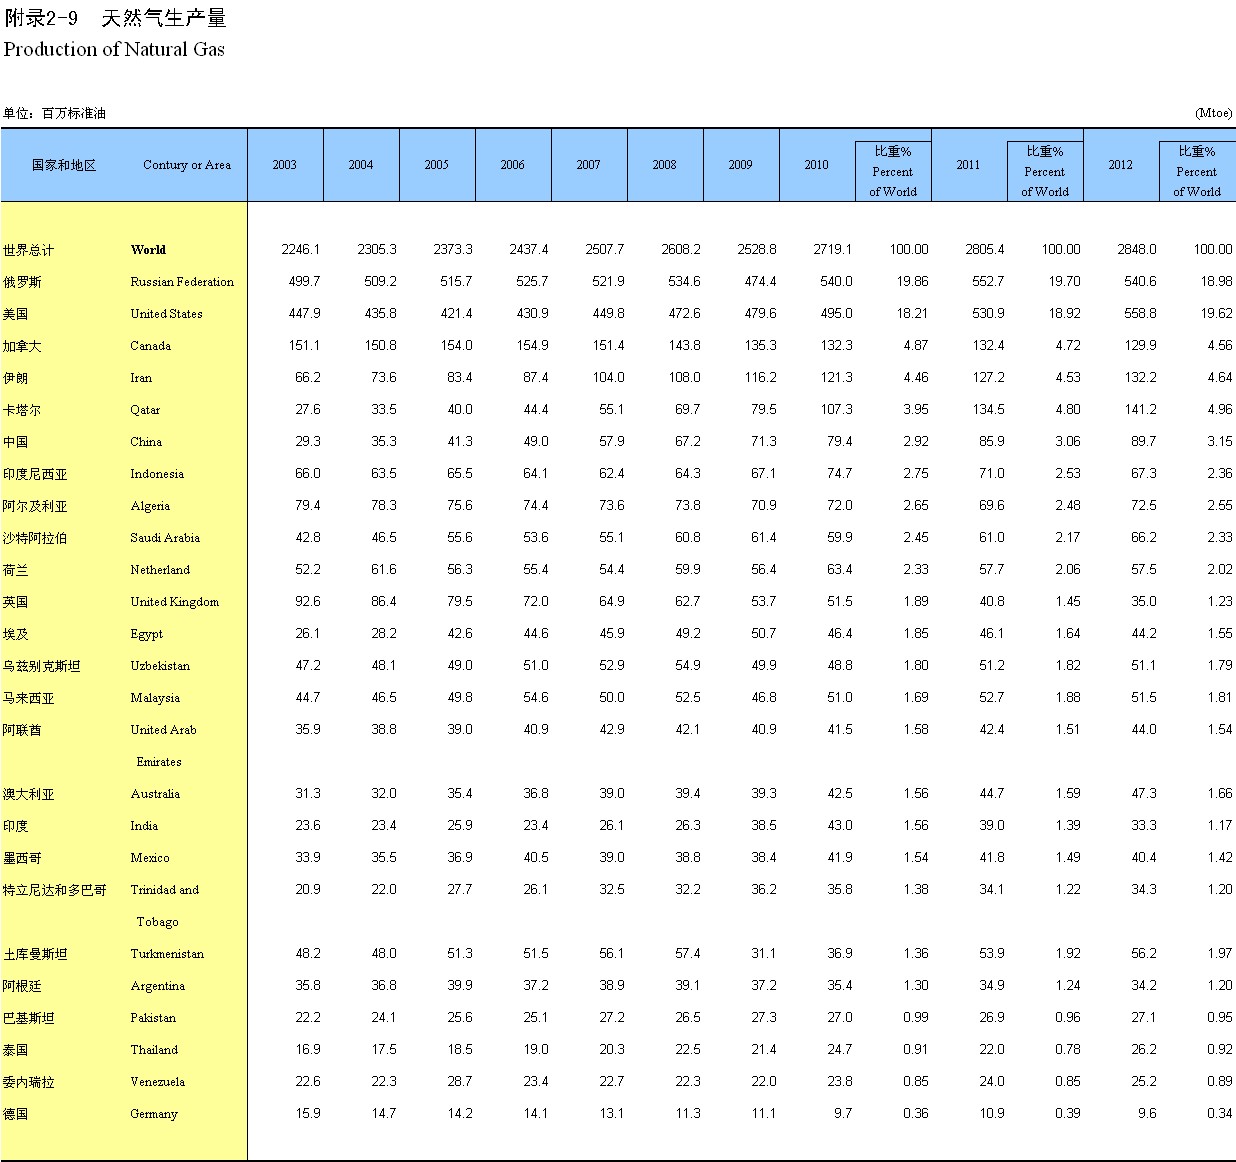 附录2-9 天然气生产量
Production of Natural Gas
单位：百万标准油 (Mtoe)
国家和地区 Contury or Area 2003 2004 2005 2006 2007 2008 2009 2010 比重% Percent of World 2011 比重% Percent of World 2012 比重% Percent of World
世界总计 World 2246.1 2305.3 2373.3 2437.4 2507.7 2608.2 2528.8 2719.1 100.00 2805.4 100.00 2848.0 100.00
俄罗斯 Russian Federation 499.7 509.2 515.7 525.7 521.9 534.6 474.4 540.0 19.86 552.7 19.70 540.6 18.98
美国 United States 447.9 435.8 421.4 430.9 449.8 472.6 479.6 495.0 18.21 530.9 18.92 558.8 19.62
加拿大 Canada 151.1 150.8 154.0 154.9 151.4 143.8 135.3 132.3 4.87 132.4 4.72 129.9 4.56
伊朗 Iran 66.2 73.6 83.4 87.4 104.0 108.0 116.2 121.3 4.46 127.2 4.53 132.2 4.64
卡塔尔 Qatar 27.6 33.5 40.0 44.4 55.1 69.7 79.5 107.3 3.95 134.5 4.80 141.2 4.96
中国 China 29.3 35.3 41.3 49.0 57.9 67.2 71.3 79.4 2.92 85.9 3.06 89.7 3.15
印度尼西亚 Indonesia 66.0 63.5 65.5 64.1 62.4 64.3 67.1 74.7 2.75 71.0 2.53 67.3 2.36
阿尔及利亚 Algeria 79.4 78.3 75.6 74.4 73.6 73.8 70.9 72.0 2.65 69.6 2.48 72.5 2.55
沙特阿拉伯 Saudi Arabia 42.8 46.5 55.6 53.6 55.1 60.8 61.4 59.9 2.45 61.0 2.17 66.2 2.33
荷兰 Netherland 52.2 61.6 56.3 55.4 54.4 59.9 56.4 63.4 2.33 57.7 2.06 57.5 2.02
英国 United Kingdom 92.6 86.4 79.5 72.0 64.9 62.7 53.7 51.5 1.89 40.8 1.45 35.0 1.23
埃及 Egypt 26.1 28.2 42.6 44.6 45.9 49.2 50.7 46.4 1.85 46.1 1.64 44.2 1.55
乌兹别克斯坦 Uzbekistan 47.2 48.1 49.0 51.0 52.9 54.9 49.9 48.8 1.80 51.2 1.82 51.1 1.79
马来西亚 Malaysia 44.7 46.5 49.8 54.6 50.0 52.5 46.8 51.0 1.69 52.7 1.88 51.5 1.81
阿联酋 United Arab 35.9 38.8 39.0 40.9 42.9 42.1 40.9 41.5 1.58 42.4 1.51 44.0 1.54
Emirates
澳大利亚 Australia 31.3 32.0 35.4 36.8 39.0 39.4 39.3 42.5 1.56 44.7 1.59 47.3 1.66
印度 India 23.6 23.4 25.9 23.4 26.1 26.3 38.5 43.0 1.56 39.0 1.39 33.3 1.17
墨西哥 Mexico 33.9 35.5 36.9 40.5 39.0 38.8 38.4 41.9 1.54 41.8 1.49 40.4 1.42
特立尼达和多巴哥 Trinidad and 20.9 22.0 27.7 26.1 32.5 32.2 36.2 35.8 1.38 34.1 1.22 34.3 1.20
Tobago
土库曼斯坦 Turkmenistan 48.2 48.0 51.3 51.5 56.1 57.4 31.1 36.9 1.36 53.9 1.92 56.2 1.97
阿根廷 Argentina 35.8 36.8 39.9 37.2 38.9 39.1 37.2 35.4 1.30 34.9 1.24 34.2 1.20
巴基斯坦 Pakistan 22.2 24.1 25.6 25.1 27.2 26.5 27.3 27.0 0.99 26.9 0.96 27.1 0.95
泰国 Thailand 16.9 17.5 18.5 19.0 20.3 22.5 21.4 24.7 0.91 22.0 0.78 26.2 0.92
委内瑞拉 Venezuela 22.6 22.3 28.7 23.4 22.7 22.3 22.0 23.8 0.85 24.0 0.85 25.2 0.89
德国 Germany 15.9 14.7 14.2 14.1 13.1 11.3 11.1 9.7 0.36 10.9 0.39 9.6 0.34